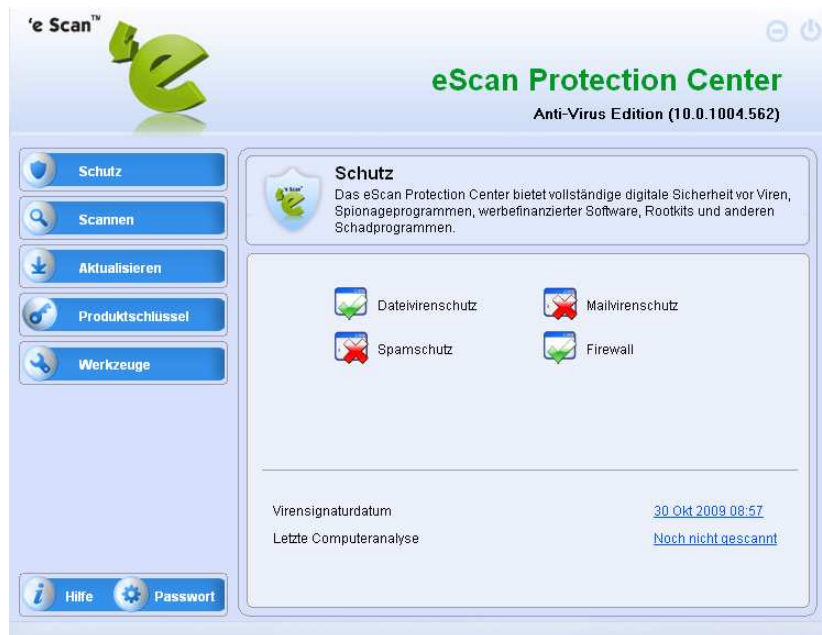 'e Scan™
eScan Protection Center
Anti-Virus Edition (10.0.1004.562)
Schutz
Scannen
Aktualisieren
Produktschlüssel
Werkzeuge
Hilfe
Passwort
Schutz
Das eScan Protection Center bietet vollständige digitale Sicherheit vor Viren,
Spionageprogrammen, werbefinanzierter Software, Rootkits und anderen
Schadprogrammen.
Dateivirenschutz
Mailvirenschutz
Spamschutz
Firewall
Virensignaturdatum
30 Okt 2009 08:57
Letzte Computeranalyse
Noch nicht gescannt